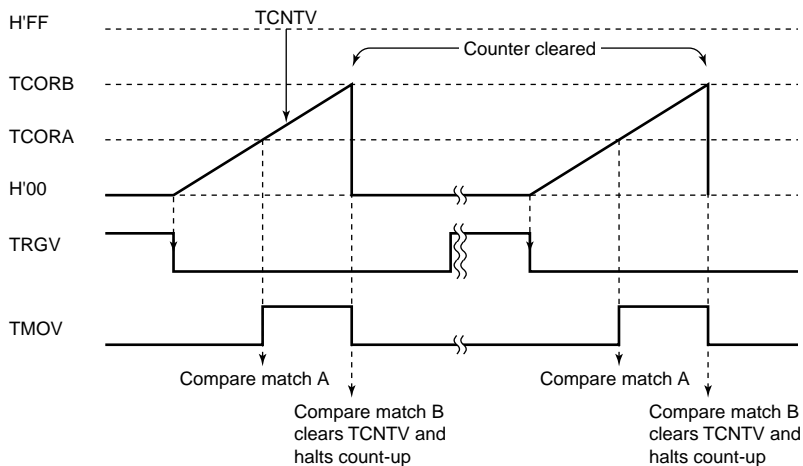 H'FF
TCNTV
Counter cleared
TCORB
TCORA
H'00
TRGV
TMOV
Compare match A
Compare match A
Compare match B
clears TCNTV and
halts count-up
Compare match B
clears TCNTV and
halts count-up